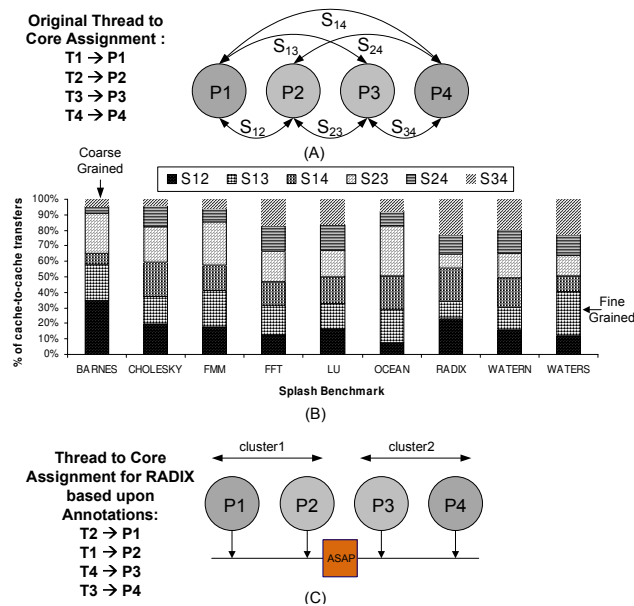 Original Thread to
Core Assignment :
T1 → P1
T2 → P2
T3 → P3
T4 → P4
S14
S13
S24
P1 P2 P3 P4
S12 S23 S34
(A)
Coarse
Grained
S12 S13 S14 S23 S24 S34
% of cache-to-cache transfers
100%
90%
80%
70%
60%
50%
40%
30%
20%
10%
0%
Fine
Grained
BARNES CHOLESKY FMM FFT LU OCEAN RADIX WATERN WATERS
Splash Benchmark
(B)
Thread to Core
Assignment for RADIX
based upon
Annotations:
T2 → P1
T1 → P2
T4 → P3
T3 → P4
cluster1 cluster2
P1 P2 P3 P4
ASAP
(C)